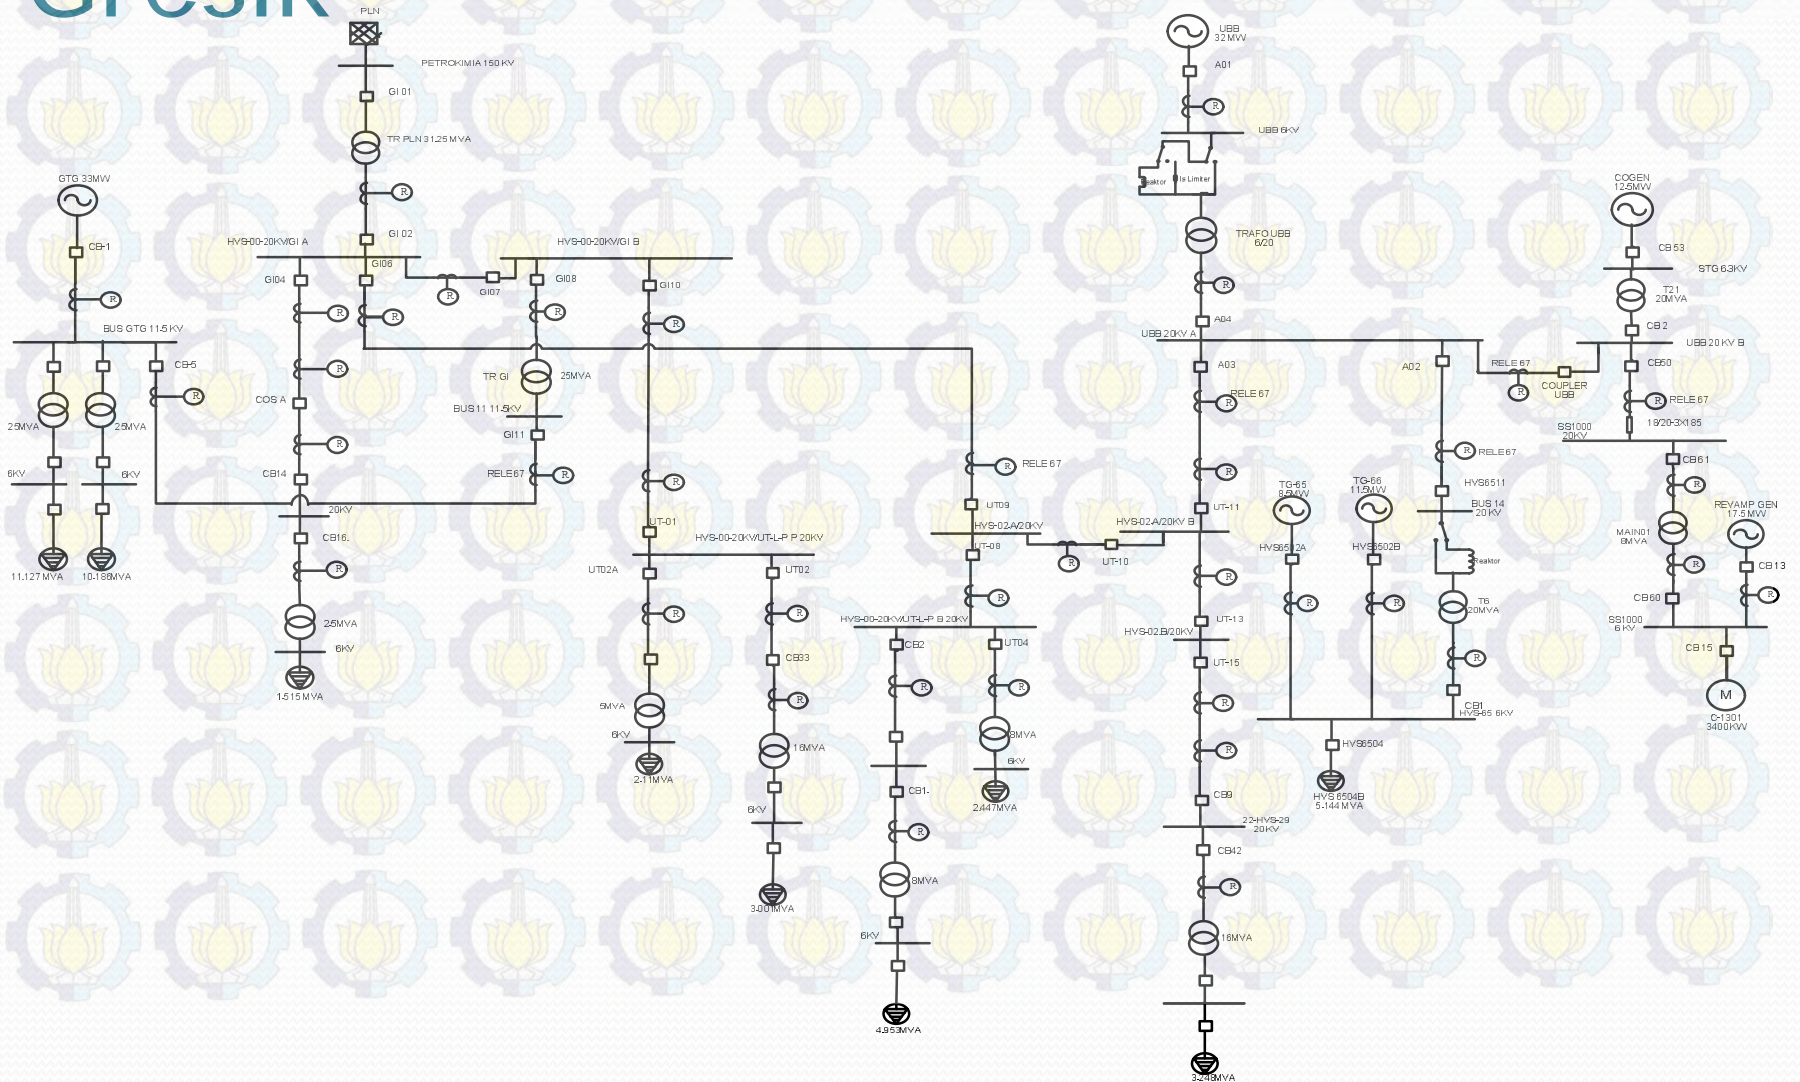 Gresik
PLN
PETROKIMIA 150 KV
GI 01
TR PLN 31.25 MVA
R
GI 02
GTG 33MW
CB-1
R
BUS GTG 11-5 KV
CB-5
R
25MVA
25MVA
6KV
6KV
11.127 MVA
10-186MVA
HVS-00-20KV/GI A
HVS-00-20KV/GI B
GI04
GI06
GI07
GI08
GI10
R
R
R
R
R
R
COS A
R
CB14
20KV
CB16.
R
25MVA
6KV
1-515 MVA
TR GI
25MVA
BUS 11 11-5KV
GI11
RELE 67
R
R
UT-01
HVS-00-20KV/UT-L-P P 20KV
UT02A
UT02
R
R
CB33
R
5MVA
6KV
2-11MVA
16MVA
6KV
3-001MVA
RELE 67
R
UT09
HVS-02-A/20KV
UT-08
R
UT-10
R
HVS-02-A/20KV B
HVS-00-20KV/UT-L-P B 20KV
CB2
UT04
R
R
8MVA
6KV
2.447MVA
CB1-
R
8MVA
6KV
4.953MVA
UBB
32 MW
A01
R
UBB 6KV
Reaktor
Is Limiter
TRAFO UBB
6/20
R
A04
UBB 20KV A
A03
RELE 67
R
R
UT-11
R
UT-13
HVS-02.B/20KV
UT-15
R
R
CB9
22-HVS-29
20KV
CB42
R
16MVA
3-248MVA
A02
RELE 67
R
COUPLER
UBB
R
RELE 67
HVS6511
BUS 14
20 KV
Reaktor
T6
20MVA
R
CB1
HVS-65 6KV
TG-65
8.5MW
TG-66
11.5MW
HVS6502A
HVS6502B
R
R
HVS6504
HVS 6504B
5-144 MVA
COGEN
12-5MW
CB 53
STG 6.3KV
T21
20MVA
CB 2
UBB 20 KV B
CB50
R
RELE 67
18/20-3X185
SS1000
20KV
CB61
R
MAIN01
8MVA
R
CB60
REVAMP GEN
17-5 MW
CB 13
R
SS1000
6 KV
CB 15
M
C-1301
3400KW